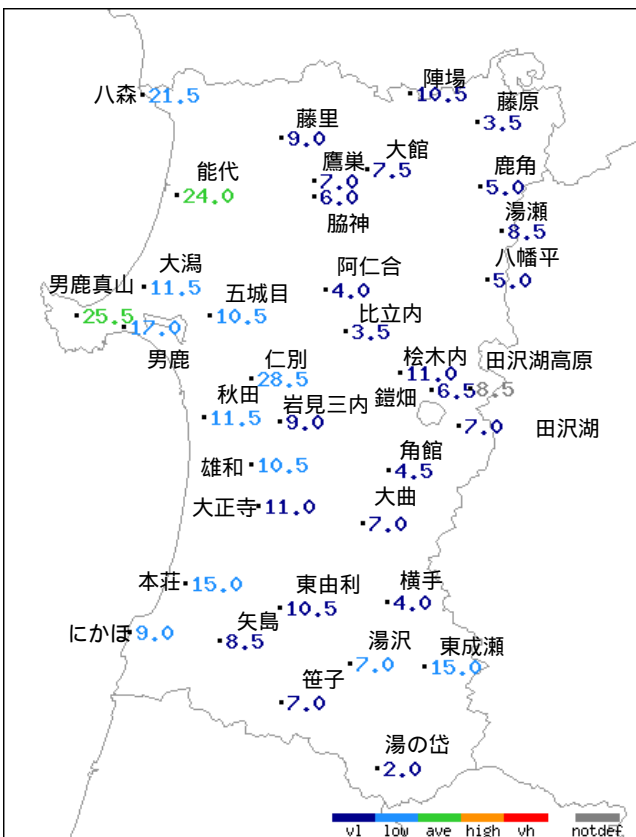 陣場
10.5
八森
21.5
藤原
3.5
藤里
9.0
大館
7.5
鷹巣
7.0
6.0
脇神
能代
24.0
鹿角
5.0
湯瀬
8.5
八幡平
5.0
大潟
11.5
阿仁合
4.0
男鹿真山
25.5
17.0
男鹿
五城目
10.5
比立内
3.5
桧木内
11.0
田沢湖高原
8.5
仁別
28.5
鎧畑
6.5
秋田
11.5
岩見三内
9.0
7.0
田沢湖
雄和
10.5
角館
4.5
大正寺
11.0
大曲
7.0
本荘
15.0
東由利
10.5
横手
4.0
にかほ
9.0
矢島
8.5
湯沢
7.0
東成瀬
15.0
笹子
7.0
湯の岱
2.0
vl low ave high vh notdef